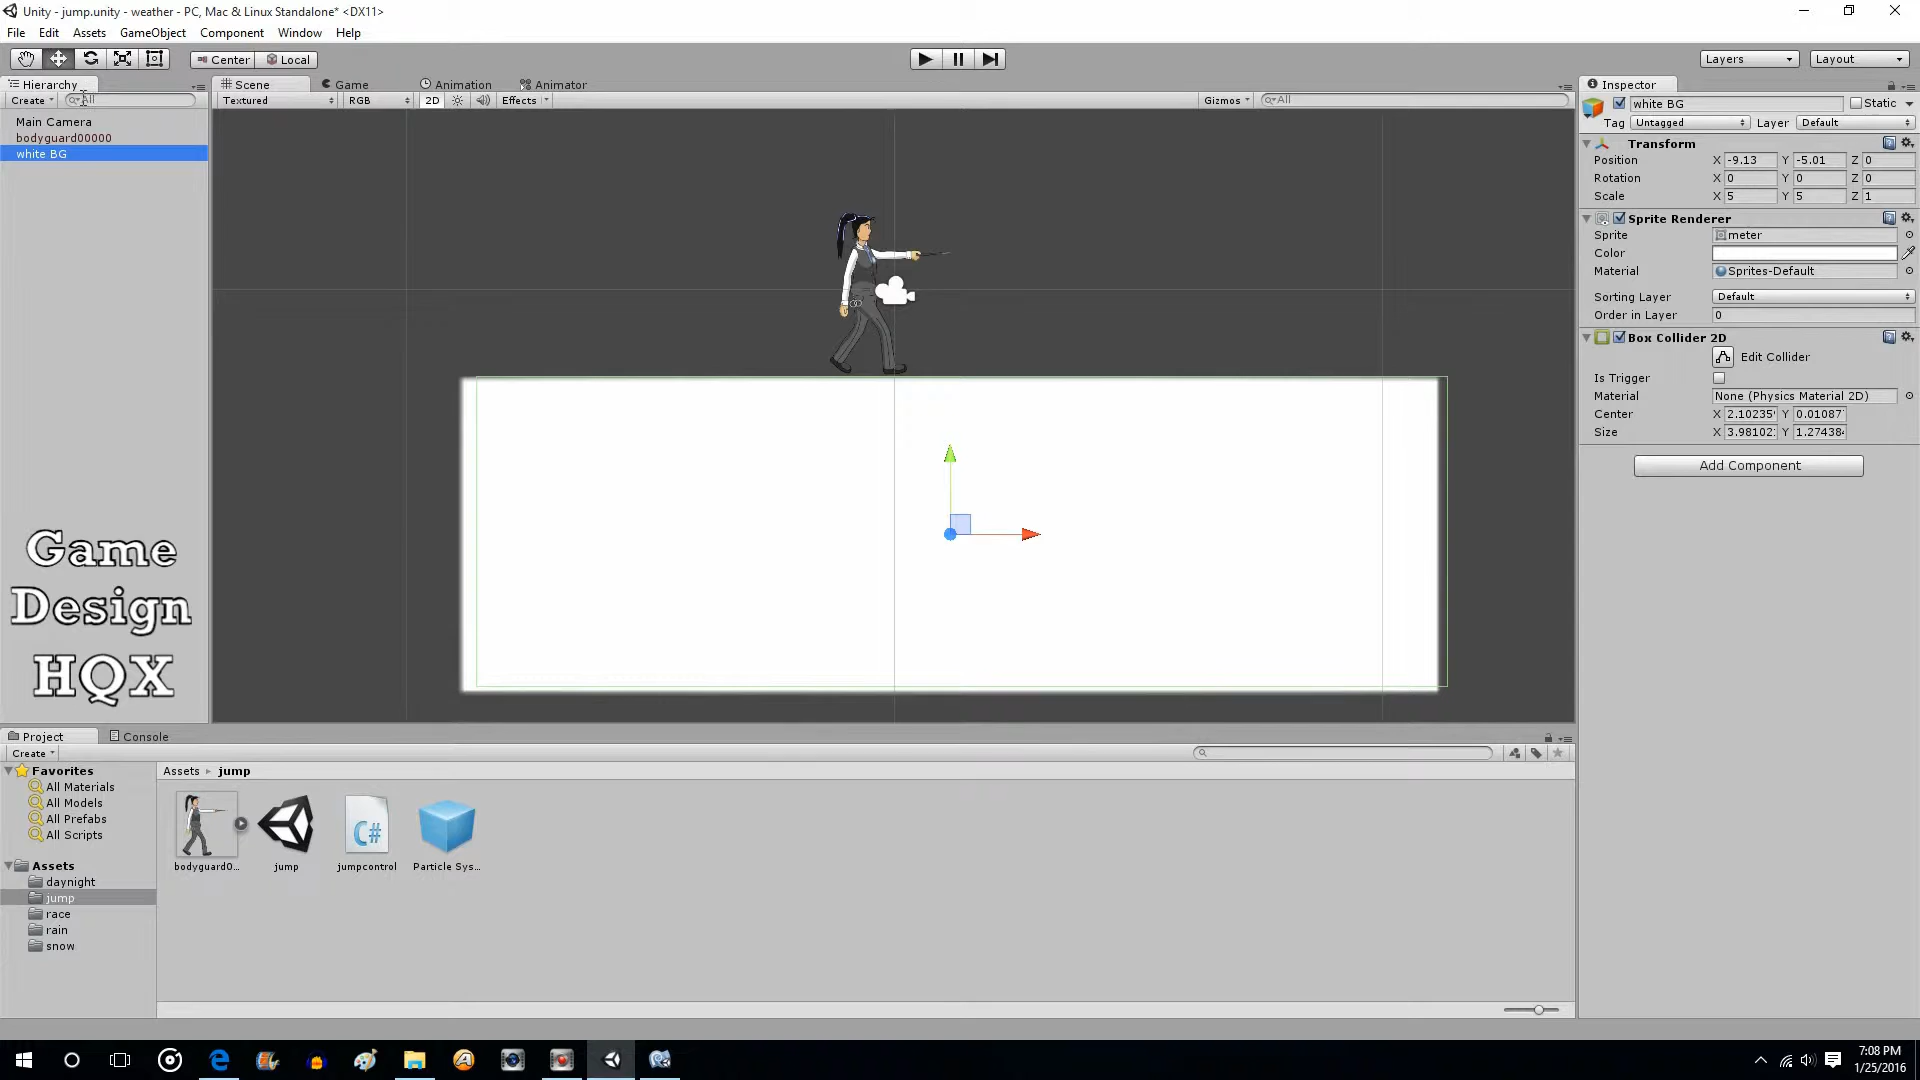 Unity - jump.unity - weather - PC, Mac & Linux Standalone* <DX11>
File Edit Assets GameObject Component Window Help
Center Local Layers Layout
Hierarchy
Create All
Main Camera
bodyguard00000
white BG
Scene Game Animation Animator
Textured RGB 2D Effects Gizmos All
Inspector
white BG Static
Tag Untagged Layer Default
Transform
Position X -9.13 Y -5.01 Z 0
Rotation X 0 Y 0 Z 0
Scale X 5 Y 5 Z 1
Sprite Renderer
Sprite meter
Color
Material Sprites-Default
Sorting Layer Default
Order in Layer 0
Box Collider 2D
Edit Collider
Is Trigger
Material None (Physics Material 2D)
Center X 2.10235 Y 0.01087
Size X 3.98102 Y 1.27438
Add Component
Game
Design
HQX
Project Console
Create
Favorites
All Materials
All Models
All Prefabs
All Scripts
Assets
daynight
jump
race
rain
snow
Assets ▸ jump
bodyguard0... jump jumpcontrol Particle Sys...
C#
7:08 PM
1/25/2016